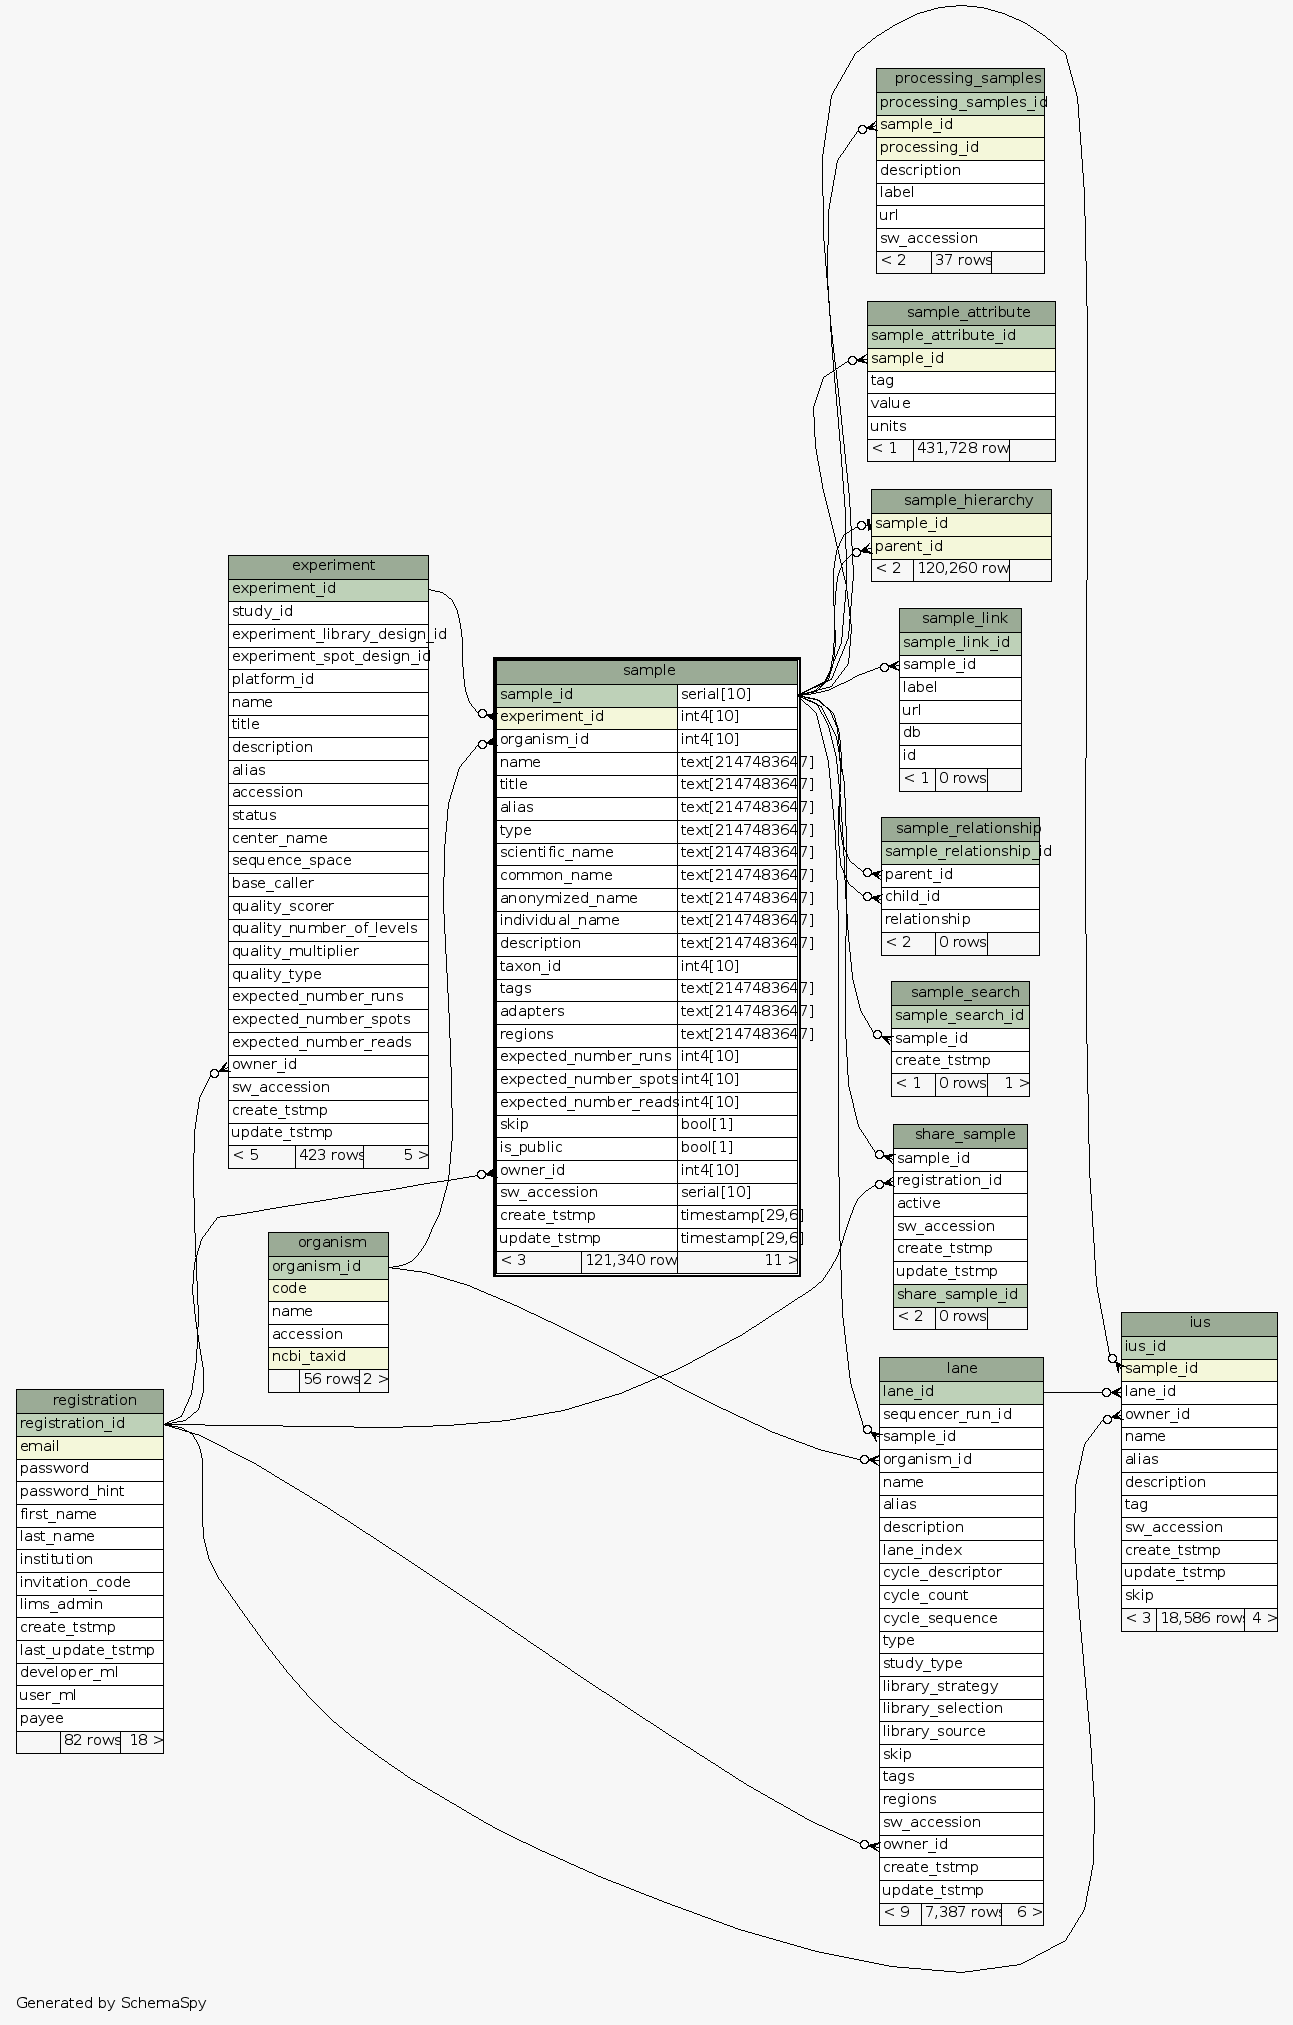 processing_samples
processing_samples_id
sample_id
processing_id
description
label
url
sw_accession
< 2 37 rows
sample_attribute
sample_attribute_id
sample_id
tag
value
units
< 1 431,728 row
sample_hierarchy
sample_id
parent_id
< 2 120,260 row
experiment
experiment_id
study_id
experiment_library_design_id
experiment_spot_design_id
platform_id
name
title
description
alias
accession
status
center_name
sequence_space
base_caller
quality_scorer
quality_number_of_levels
quality_multiplier
quality_type
expected_number_runs
expected_number_spots
expected_number_reads
owner_id
sw_accession
create_tstmp
update_tstmp
< 5 423 rows 5 >
sample
sample_id serial[10]
experiment_id int4[10]
organism_id int4[10]
name text[2147483647]
title text[2147483647]
alias text[2147483647]
type text[2147483647]
scientific_name text[2147483647]
common_name text[2147483647]
anonymized_name text[2147483647]
individual_name text[2147483647]
description text[2147483647]
taxon_id int4[10]
tags text[2147483647]
adapters text[2147483647]
regions text[2147483647]
expected_number_runs int4[10]
expected_number_spots int4[10]
expected_number_reads int4[10]
skip bool[1]
is_public bool[1]
owner_id int4[10]
sw_accession serial[10]
create_tstmp timestamp[29,6]
update_tstmp timestamp[29,6]
< 3 121,340 row 11 >
sample_link
sample_link_id
sample_id
label
url
db
id
< 1 0 rows
sample_relationship
sample_relationship_id
parent_id
child_id
relationship
< 2 0 rows
sample_search
sample_search_id
sample_id
create_tstmp
< 1 0 rows 1 >
share_sample
sample_id
registration_id
active
sw_accession
create_tstmp
update_tstmp
share_sample_id
< 2 0 rows
organism
organism_id
code
name
accession
ncbi_taxid
56 rows 2 >
registration
registration_id
email
password
password_hint
first_name
last_name
institution
invitation_code
lims_admin
create_tstmp
last_update_tstmp
developer_ml
user_ml
payee
82 rows 18 >
lane
lane_id
sequencer_run_id
sample_id
organism_id
name
alias
description
lane_index
cycle_descriptor
cycle_count
cycle_sequence
type
study_type
library_strategy
library_selection
library_source
skip
tags
regions
sw_accession
owner_id
create_tstmp
update_tstmp
< 9 7,387 rows 6 >
ius
ius_id
sample_id
lane_id
owner_id
name
alias
description
tag
sw_accession
create_tstmp
update_tstmp
skip
< 3 18,586 rows 4 >
Generated by SchemaSpy